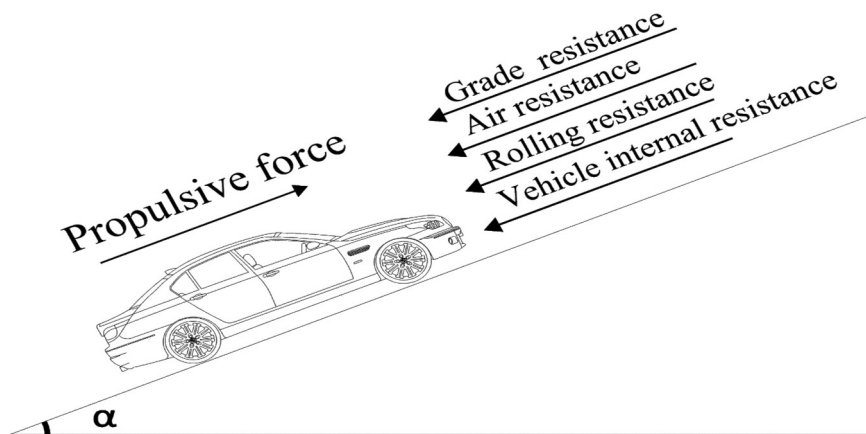 Grade resistance
Air resistance
Rolling resistance
Vehicle internal resistance
Propulsive force
α